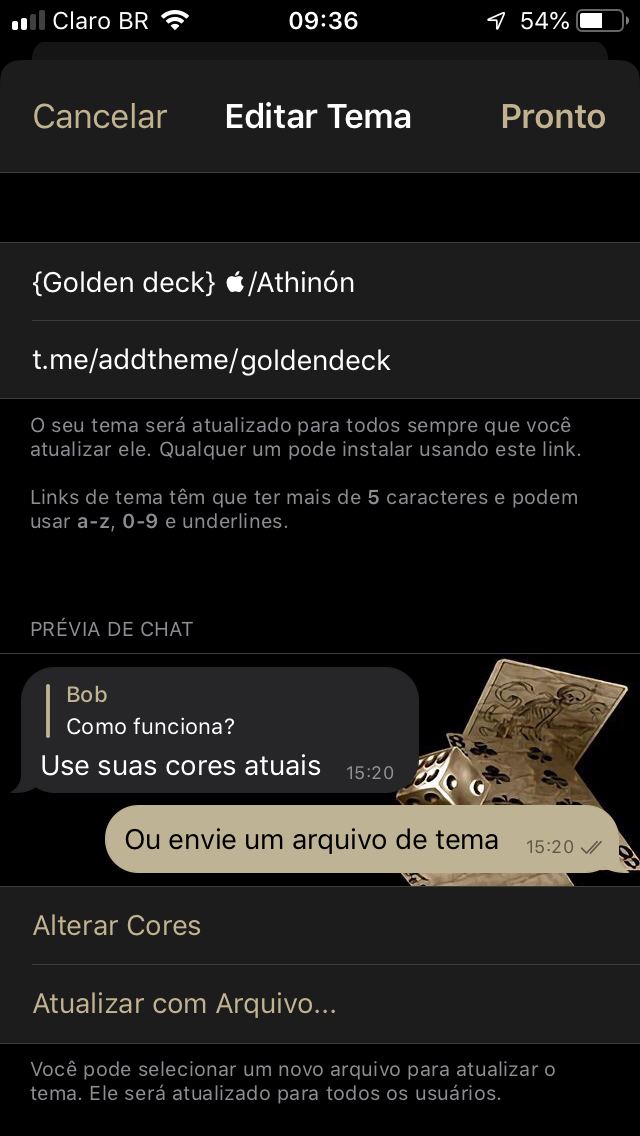 Claro BR 09:36 54%
Cancelar Editar Tema Pronto
{Golden deck} /Athinón
t.me/addtheme/goldendeck
O seu tema será atualizado para todos sempre que você
atualizar ele. Qualquer um pode instalar usando este link.
Links de tema têm que ter mais de 5 caracteres e podem
usar a-z, 0-9 e underlines.
PRÉVIA DE CHAT
Bob
Como funciona?
Use suas cores atuais 15:20
Ou envie um arquivo de tema 15:20
Alterar Cores
Atualizar com Arquivo...
Você pode selecionar um novo arquivo para atualizar o
tema. Ele será atualizado para todos os usuários.